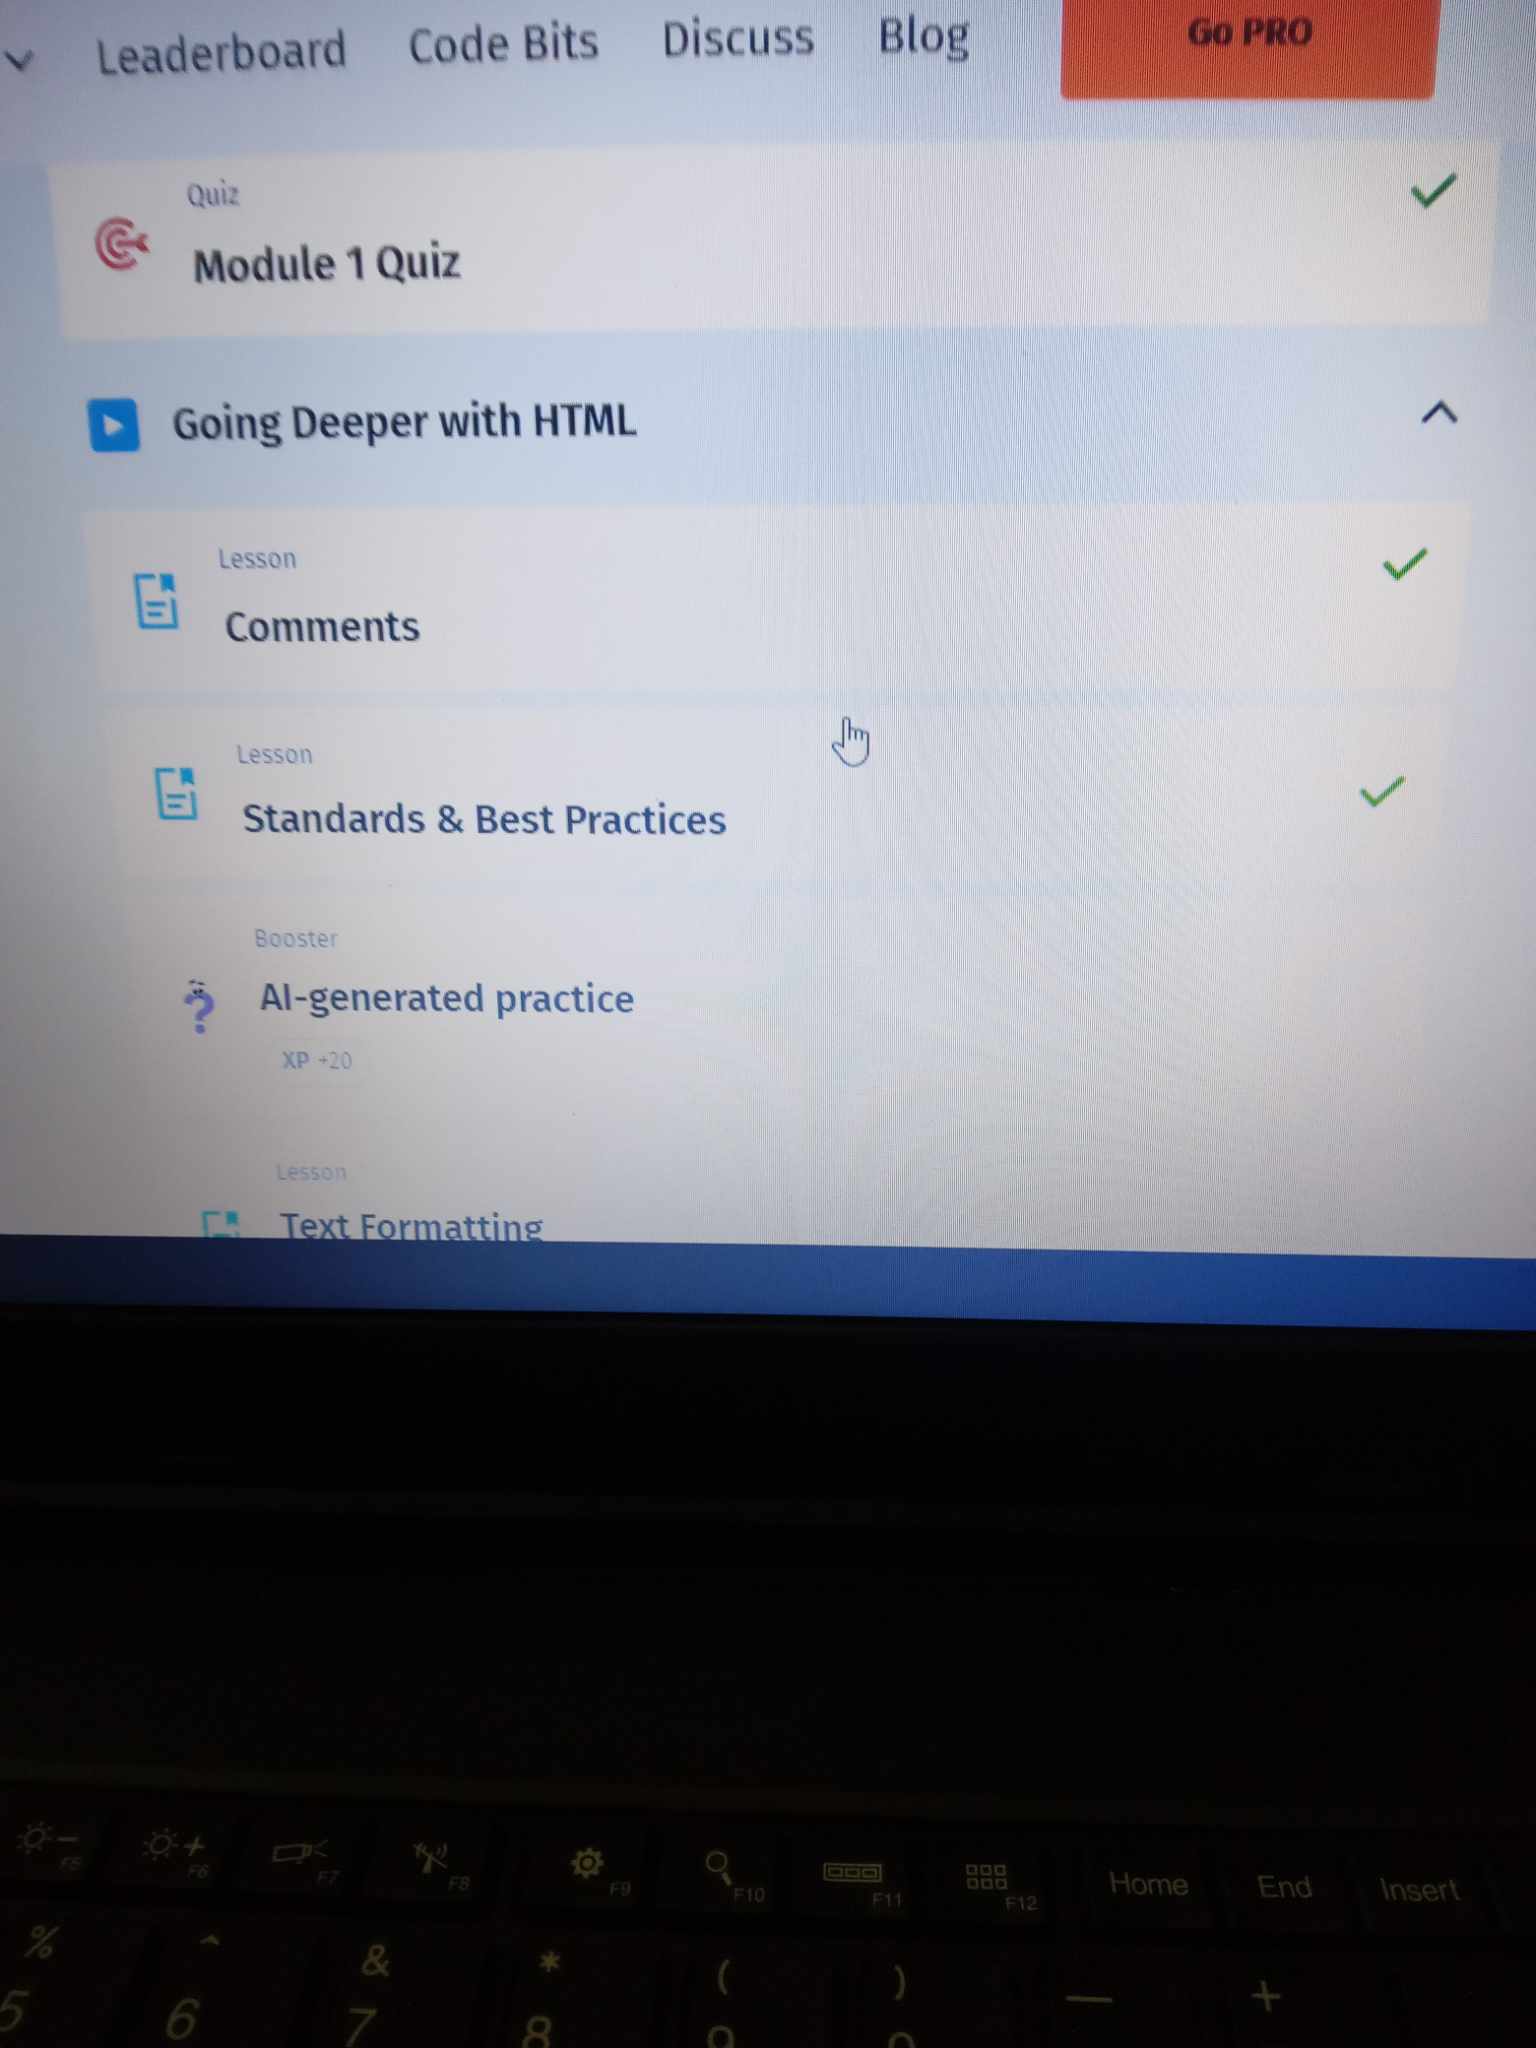 Leaderboard Code Bits Discuss Blog Go PRO
Quiz
Module 1 Quiz
Going Deeper with HTML
Lesson
Comments
Lesson
Standards & Best Practices
Booster
AI-generated practice
XP +20
Lesson
Text Formatting
F5 F6 F7 F8 F9 F10 F11 F12 Home End Insert
% ^ & * ( ) — +
5 6 7 8 9 0